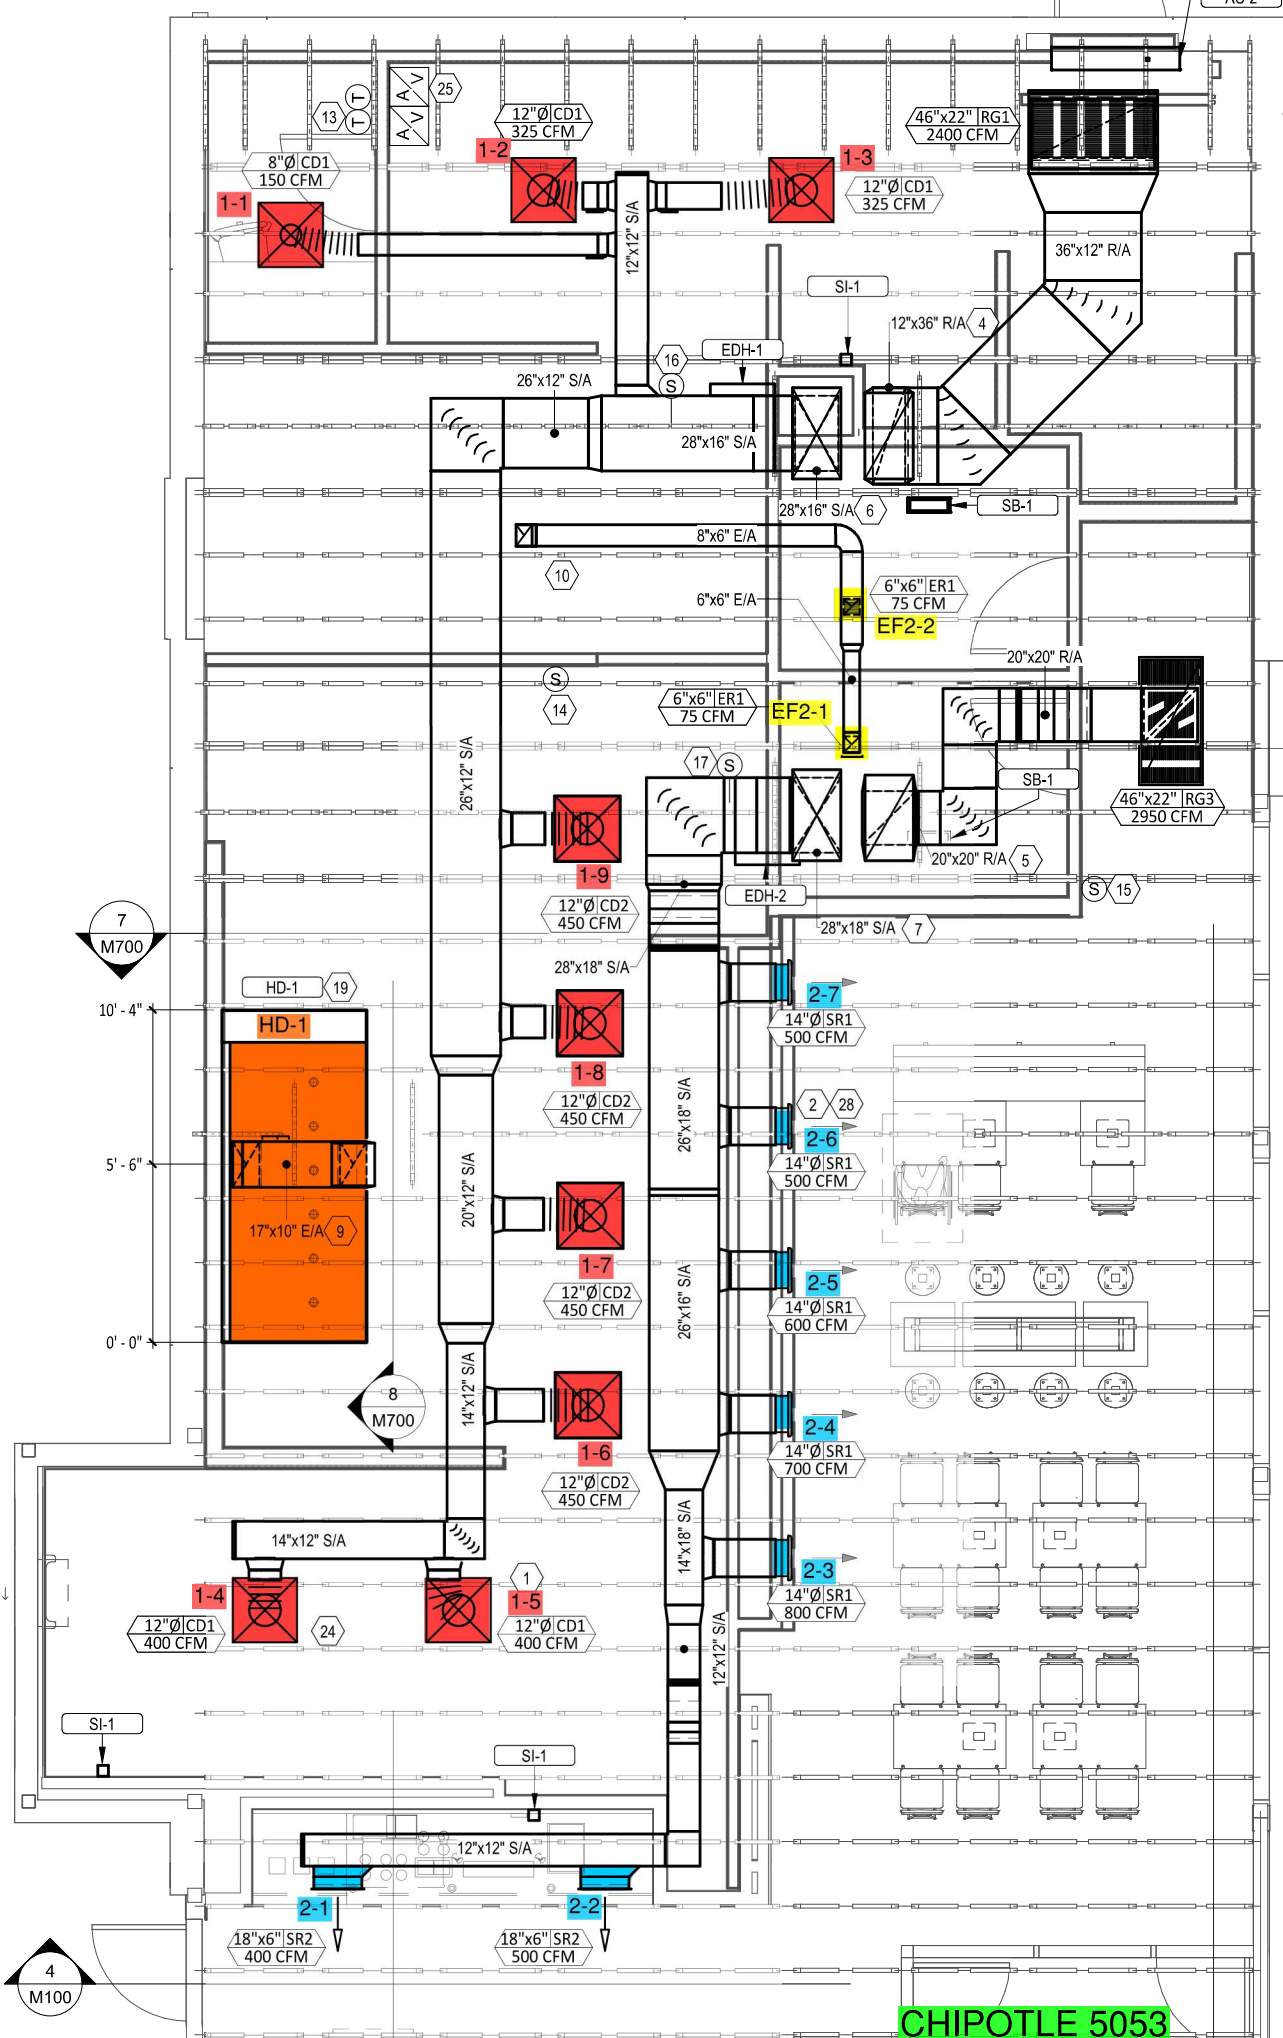 AC-2
13
T
T
A/V
A/V
25
12"Ø CD1
325 CFM
46"x22" RG1
2400 CFM
1-2
1-3
8"Ø CD1
150 CFM
12"Ø CD1
325 CFM
1-1
12"x12" S/A
36"x12" R/A
SI-1
12"x36" R/A
4
EDH-1
16
S
26"x12" S/A
28"x16" S/A
28"x16" S/A
6
SB-1
8"x6" E/A
10
6"x6" ER1
75 CFM
6"x6" E/A
EF2-2
20"x20" R/A
S
14
6"x6" ER1
75 CFM
EF2-1
26"x12" S/A
17
S
SB-1
46"x22" RG3
2950 CFM
20"x20" R/A
5
1-9
EDH-2
S
15
12"Ø CD2
450 CFM
7
M700
28"x18" S/A
7
28"x18" S/A
HD-1
19
2-7
10' - 4"
HD-1
14"Ø SR1
500 CFM
1-8
12"Ø CD2
450 CFM
26"x18" S/A
2
28
2-6
5' - 6"
14"Ø SR1
500 CFM
20"x12" S/A
17"x10" E/A
9
1-7
2-5
12"Ø CD2
450 CFM
26"x16" S/A
14"Ø SR1
600 CFM
0' - 0"
14"x12" S/A
8
M700
2-4
1-6
14"Ø SR1
700 CFM
12"Ø CD2
450 CFM
14"x12" S/A
14"x18" S/A
2-3
1
1-4
1-5
14"Ø SR1
800 CFM
12"Ø CD1
400 CFM
24
12"Ø CD1
400 CFM
12"x12" S/A
SI-1
SI-1
12"x12" S/A
2-1
2-2
18"x6" SR2
400 CFM
18"x6" SR2
500 CFM
4
M100
CHIPOTLE 5053